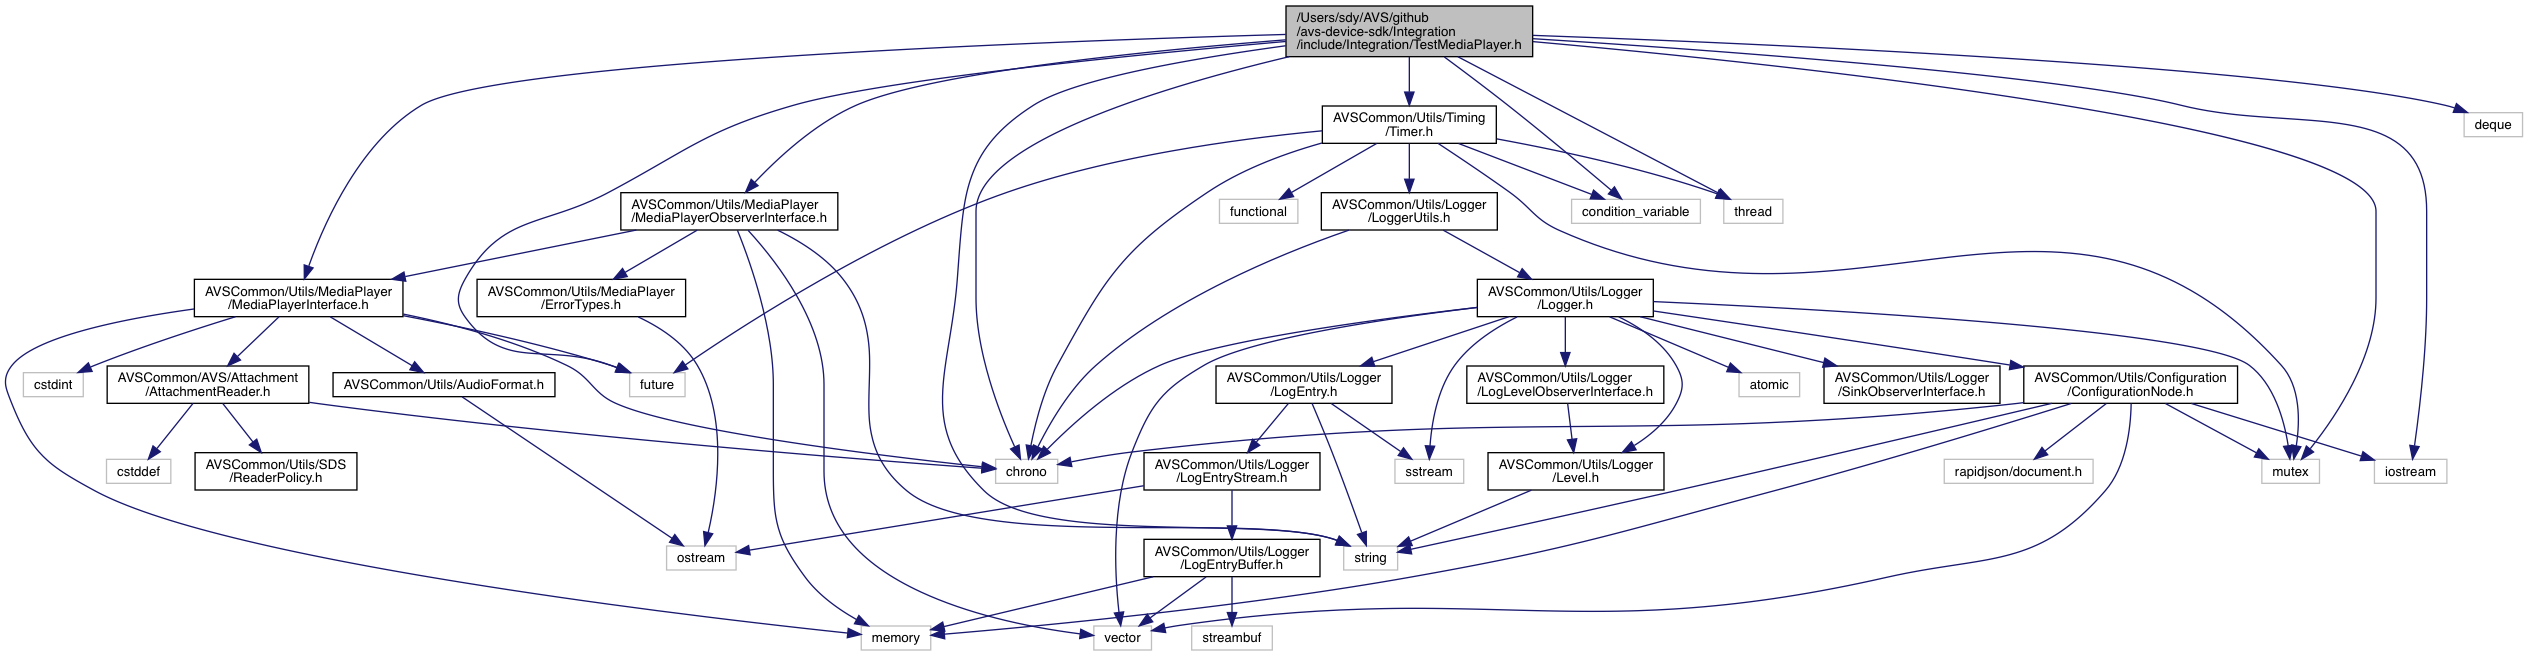 /Users/sdy/AVS/github
/avs-device-sdk/Integration
/include/Integration/TestMediaPlayer.h
AVSCommon/Utils/Timing
/Timer.h
deque
AVSCommon/Utils/MediaPlayer
/MediaPlayerObserverInterface.h
functional
AVSCommon/Utils/Logger
/LoggerUtils.h
condition_variable
thread
AVSCommon/Utils/MediaPlayer
/MediaPlayerInterface.h
AVSCommon/Utils/MediaPlayer
/ErrorTypes.h
AVSCommon/Utils/Logger
/Logger.h
cstdint
AVSCommon/AVS/Attachment
/AttachmentReader.h
AVSCommon/Utils/AudioFormat.h
future
AVSCommon/Utils/Logger
/LogEntry.h
AVSCommon/Utils/Logger
/LogLevelObserverInterface.h
atomic
AVSCommon/Utils/Logger
/SinkObserverInterface.h
AVSCommon/Utils/Configuration
/ConfigurationNode.h
cstddef
AVSCommon/Utils/SDS
/ReaderPolicy.h
chrono
AVSCommon/Utils/Logger
/LogEntryStream.h
sstream
AVSCommon/Utils/Logger
/Level.h
rapidjson/document.h
mutex
iostream
ostream
AVSCommon/Utils/Logger
/LogEntryBuffer.h
string
memory
vector
streambuf